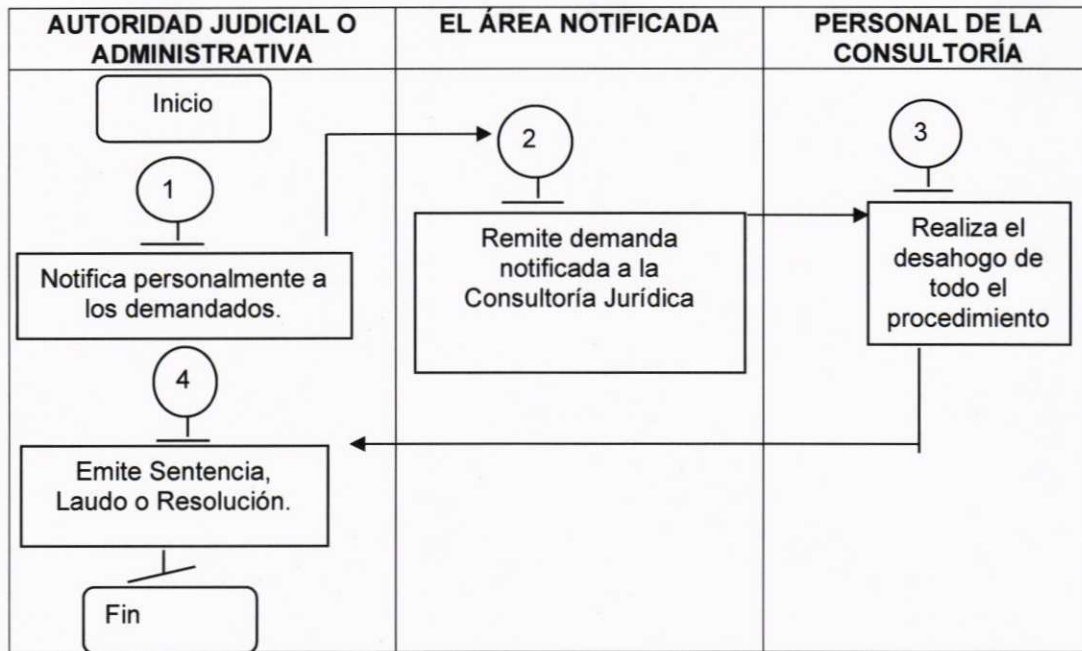 AUTORIDAD JUDICIAL O
ADMINISTRATIVA
EL ÁREA NOTIFICADA
PERSONAL DE LA
CONSULTORÍA
Inicio
1
Notifica personalmente a
los demandados.
2
Remite demanda
notificada a la
Consultoría Jurídica
3
Realiza el
desahogo de
todo el
procedimiento
4
Emite Sentencia,
Laudo o Resolución.
Fin